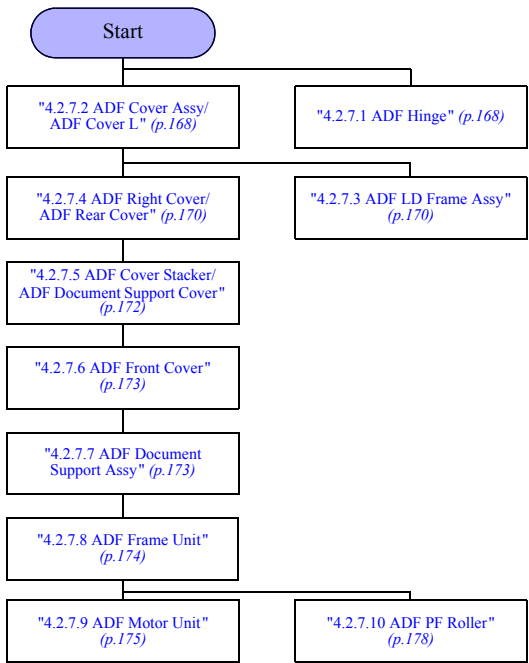 Start
"4.2.7.2 ADF Cover Assy/
ADF Cover L" (p.168)
"4.2.7.1 ADF Hinge" (p.168)
"4.2.7.4 ADF Right Cover/
ADF Rear Cover" (p.170)
"4.2.7.3 ADF LD Frame Assy"
(p.170)
"4.2.7.5 ADF Cover Stacker/
ADF Document Support Cover"
(p.172)
"4.2.7.6 ADF Front Cover"
(p.173)
"4.2.7.7 ADF Document
Support Assy" (p.173)
"4.2.7.8 ADF Frame Unit"
(p.174)
"4.2.7.9 ADF Motor Unit"
(p.175)
"4.2.7.10 ADF PF Roller"
(p.178)